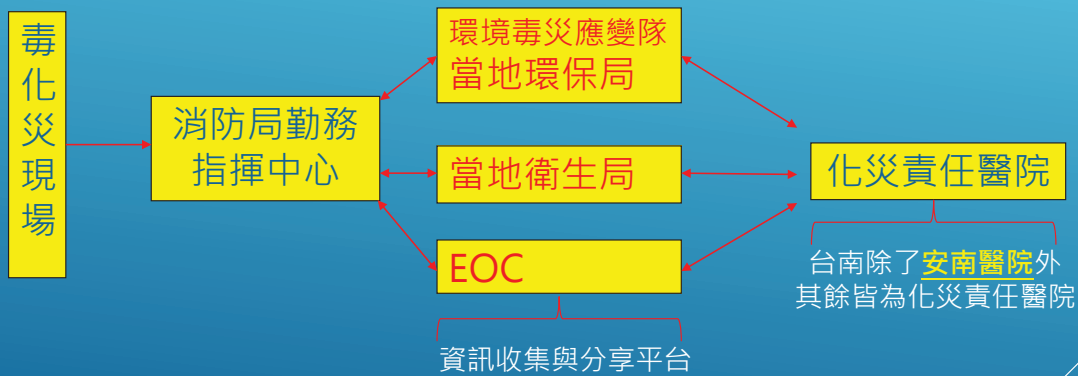 毒化災現場
消防局勤務
指揮中心
環境毒災應變隊
當地環保局
當地衛生局
EOC
資訊收集與分享平台
化災責任醫院
台南除了安南醫院外
其餘皆為化災責任醫院